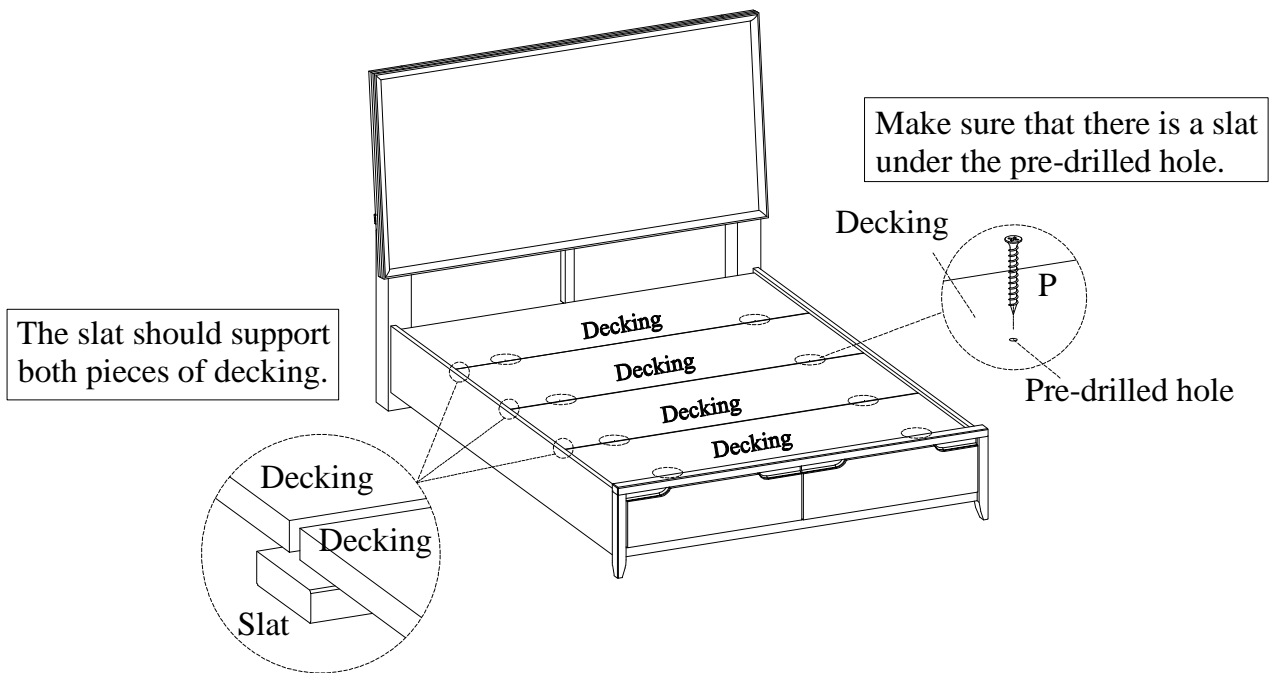 Make sure that there is a slat
under the pre-drilled hole.
Decking
P
Pre-drilled hole
The slat should support
both pieces of decking.
Decking
Decking
Decking
Decking
Decking
Decking
Slat